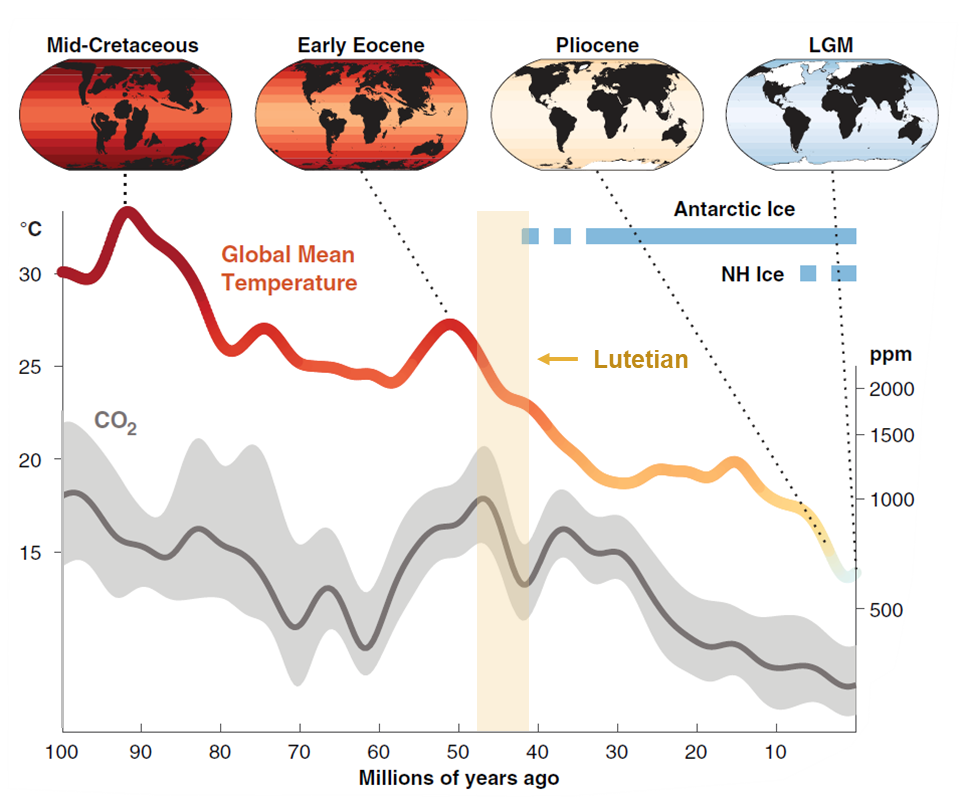 Mid-Cretaceous
Early Eocene
Pliocene
LGM
°C
Antarctic Ice
Global Mean
Temperature
NH Ice
30
25
20
15
Lutetian
ppm
2000
1500
1000
500
CO₂
100 90 80 70 60 50 40 30 20 10
Millions of years ago